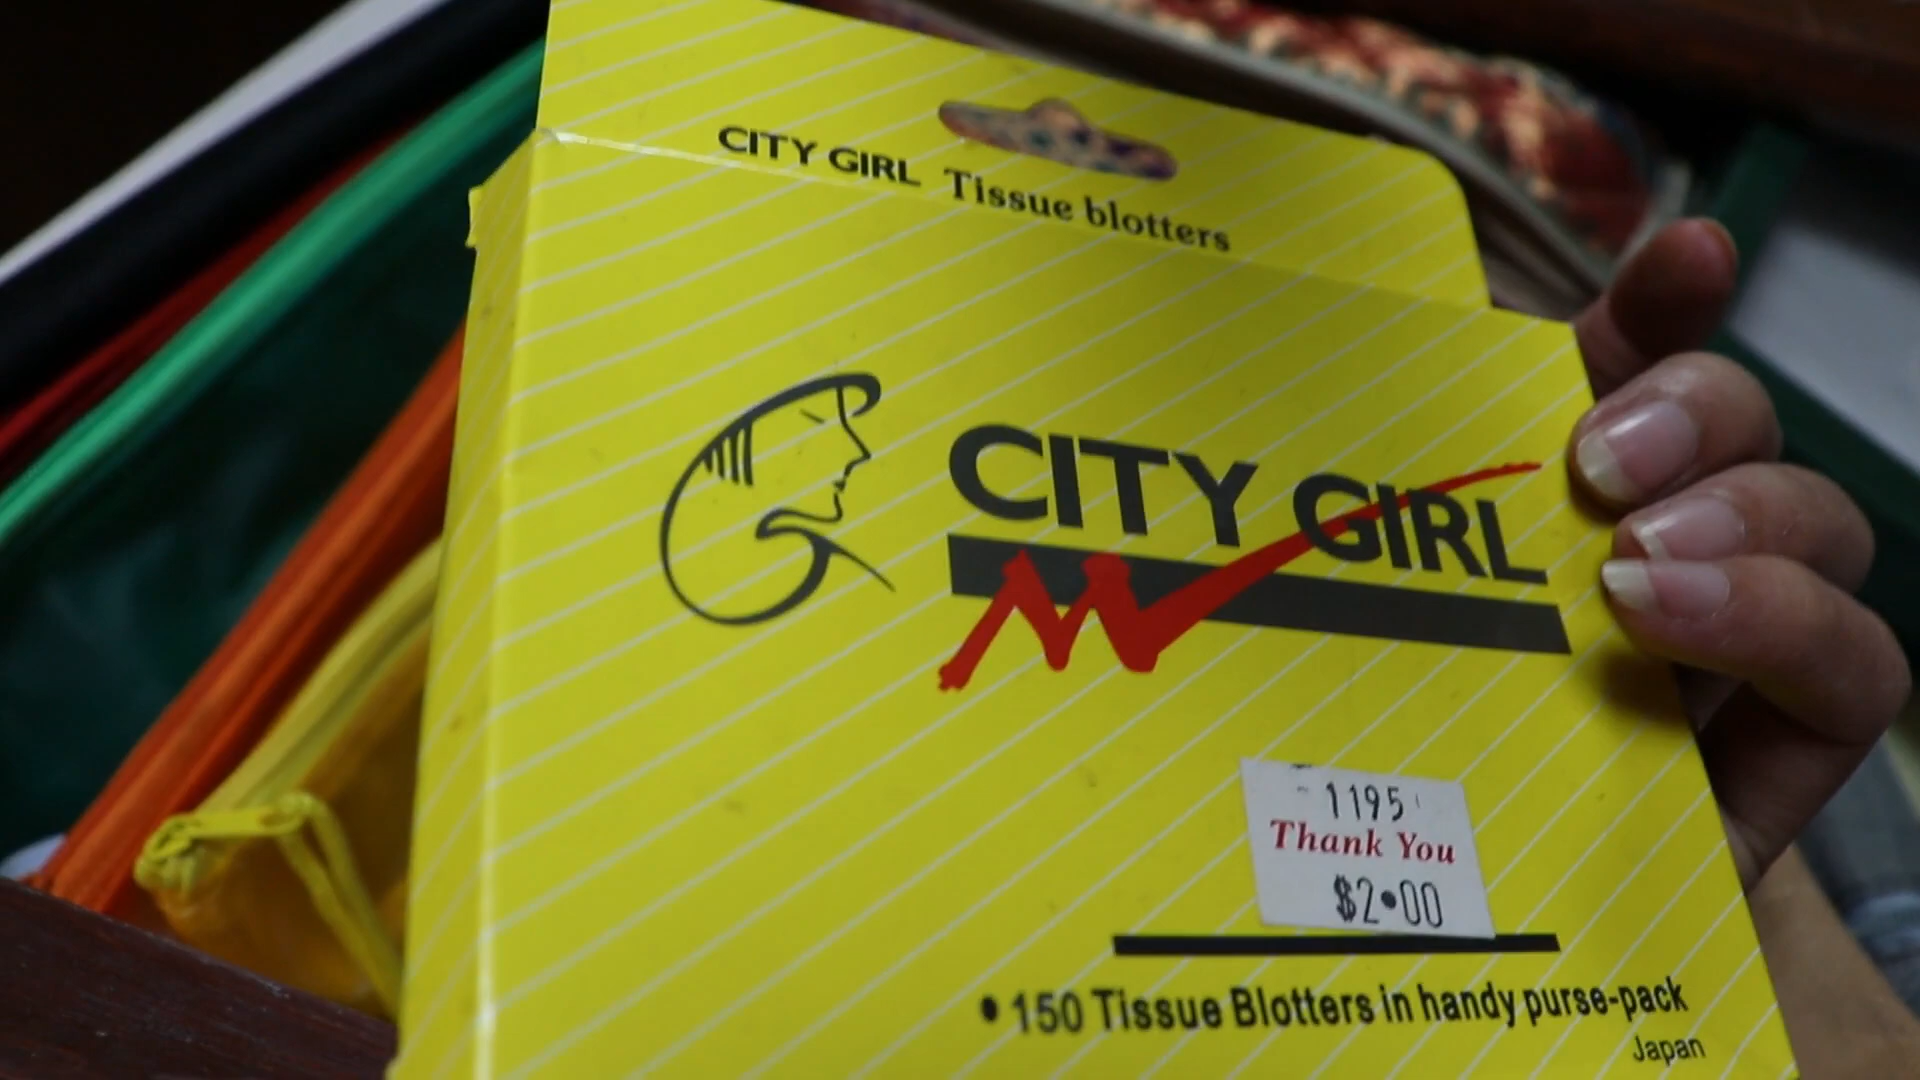 CITY GIRL Tissue blotters
CITY GIRL
1195
Thank You
$2•00
• 150 Tissue Blotters in handy purse-pack
Japan